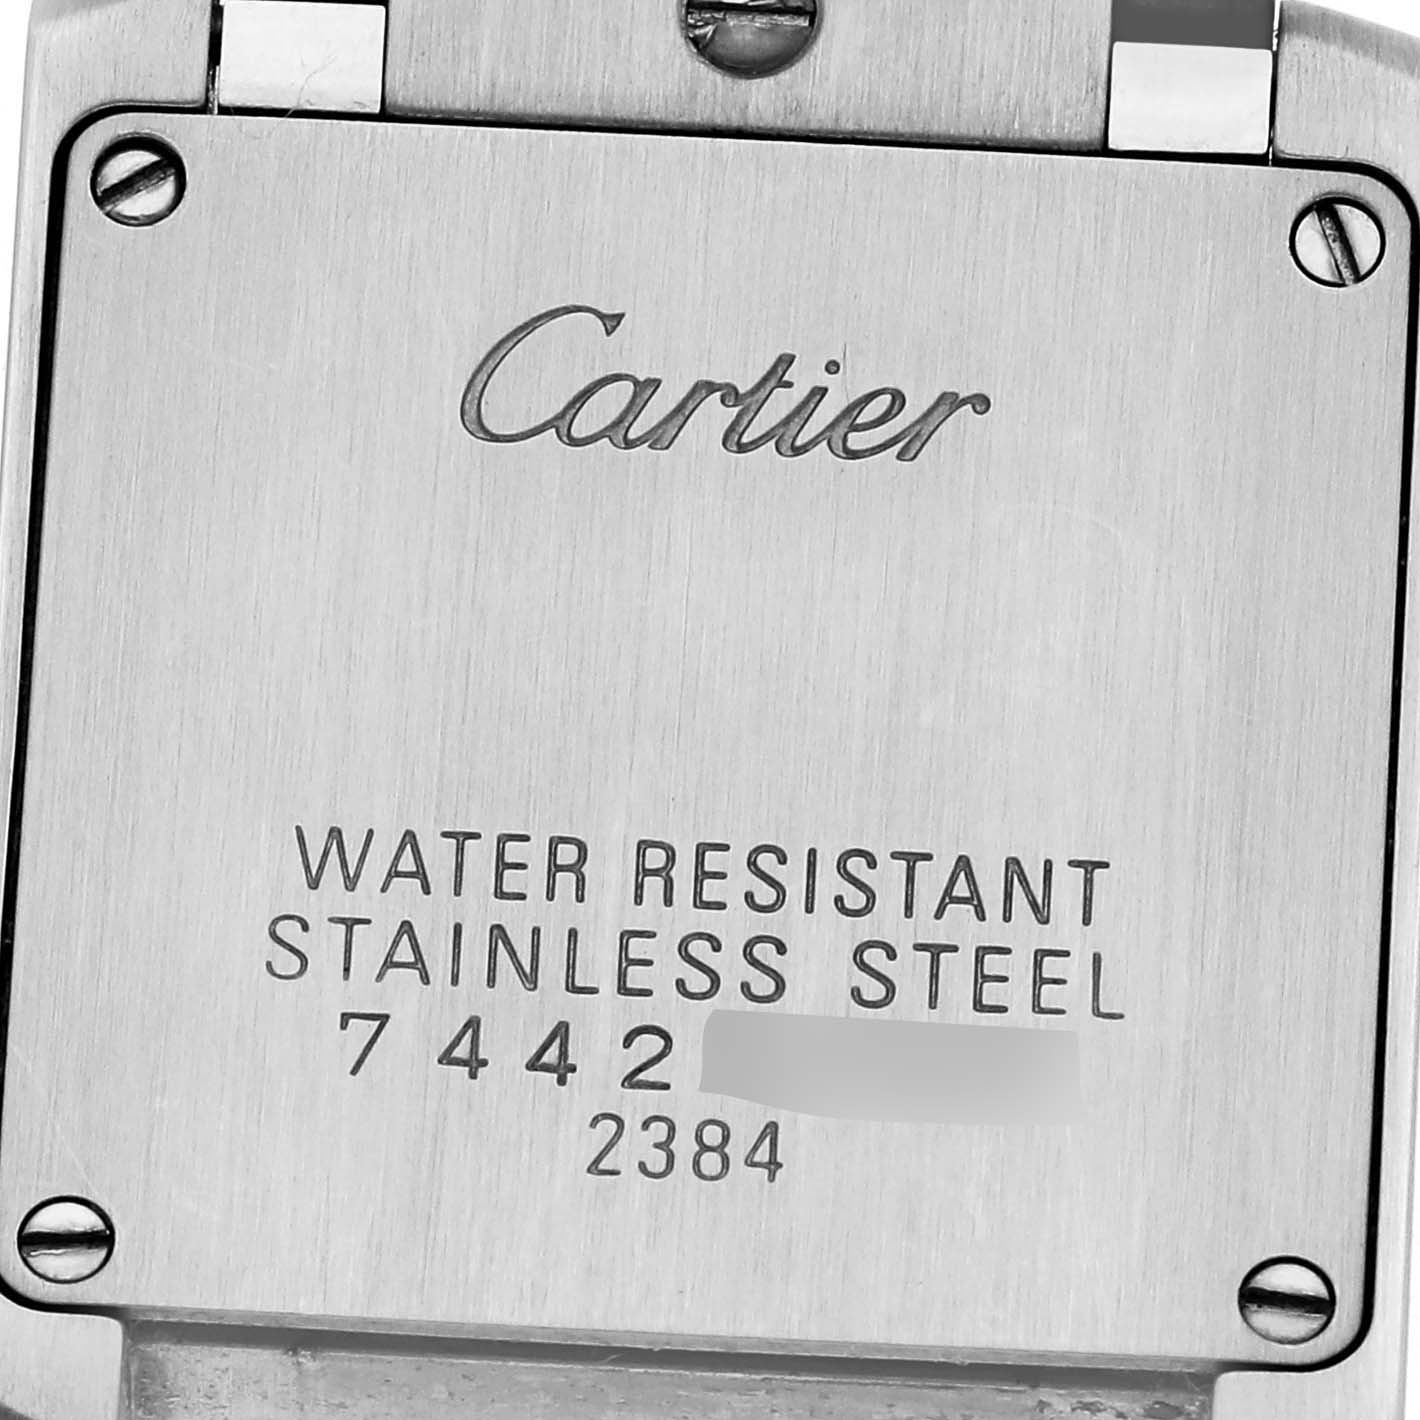 Cartier
WATER RESISTANT
STAINLESS STEEL
7442
2384